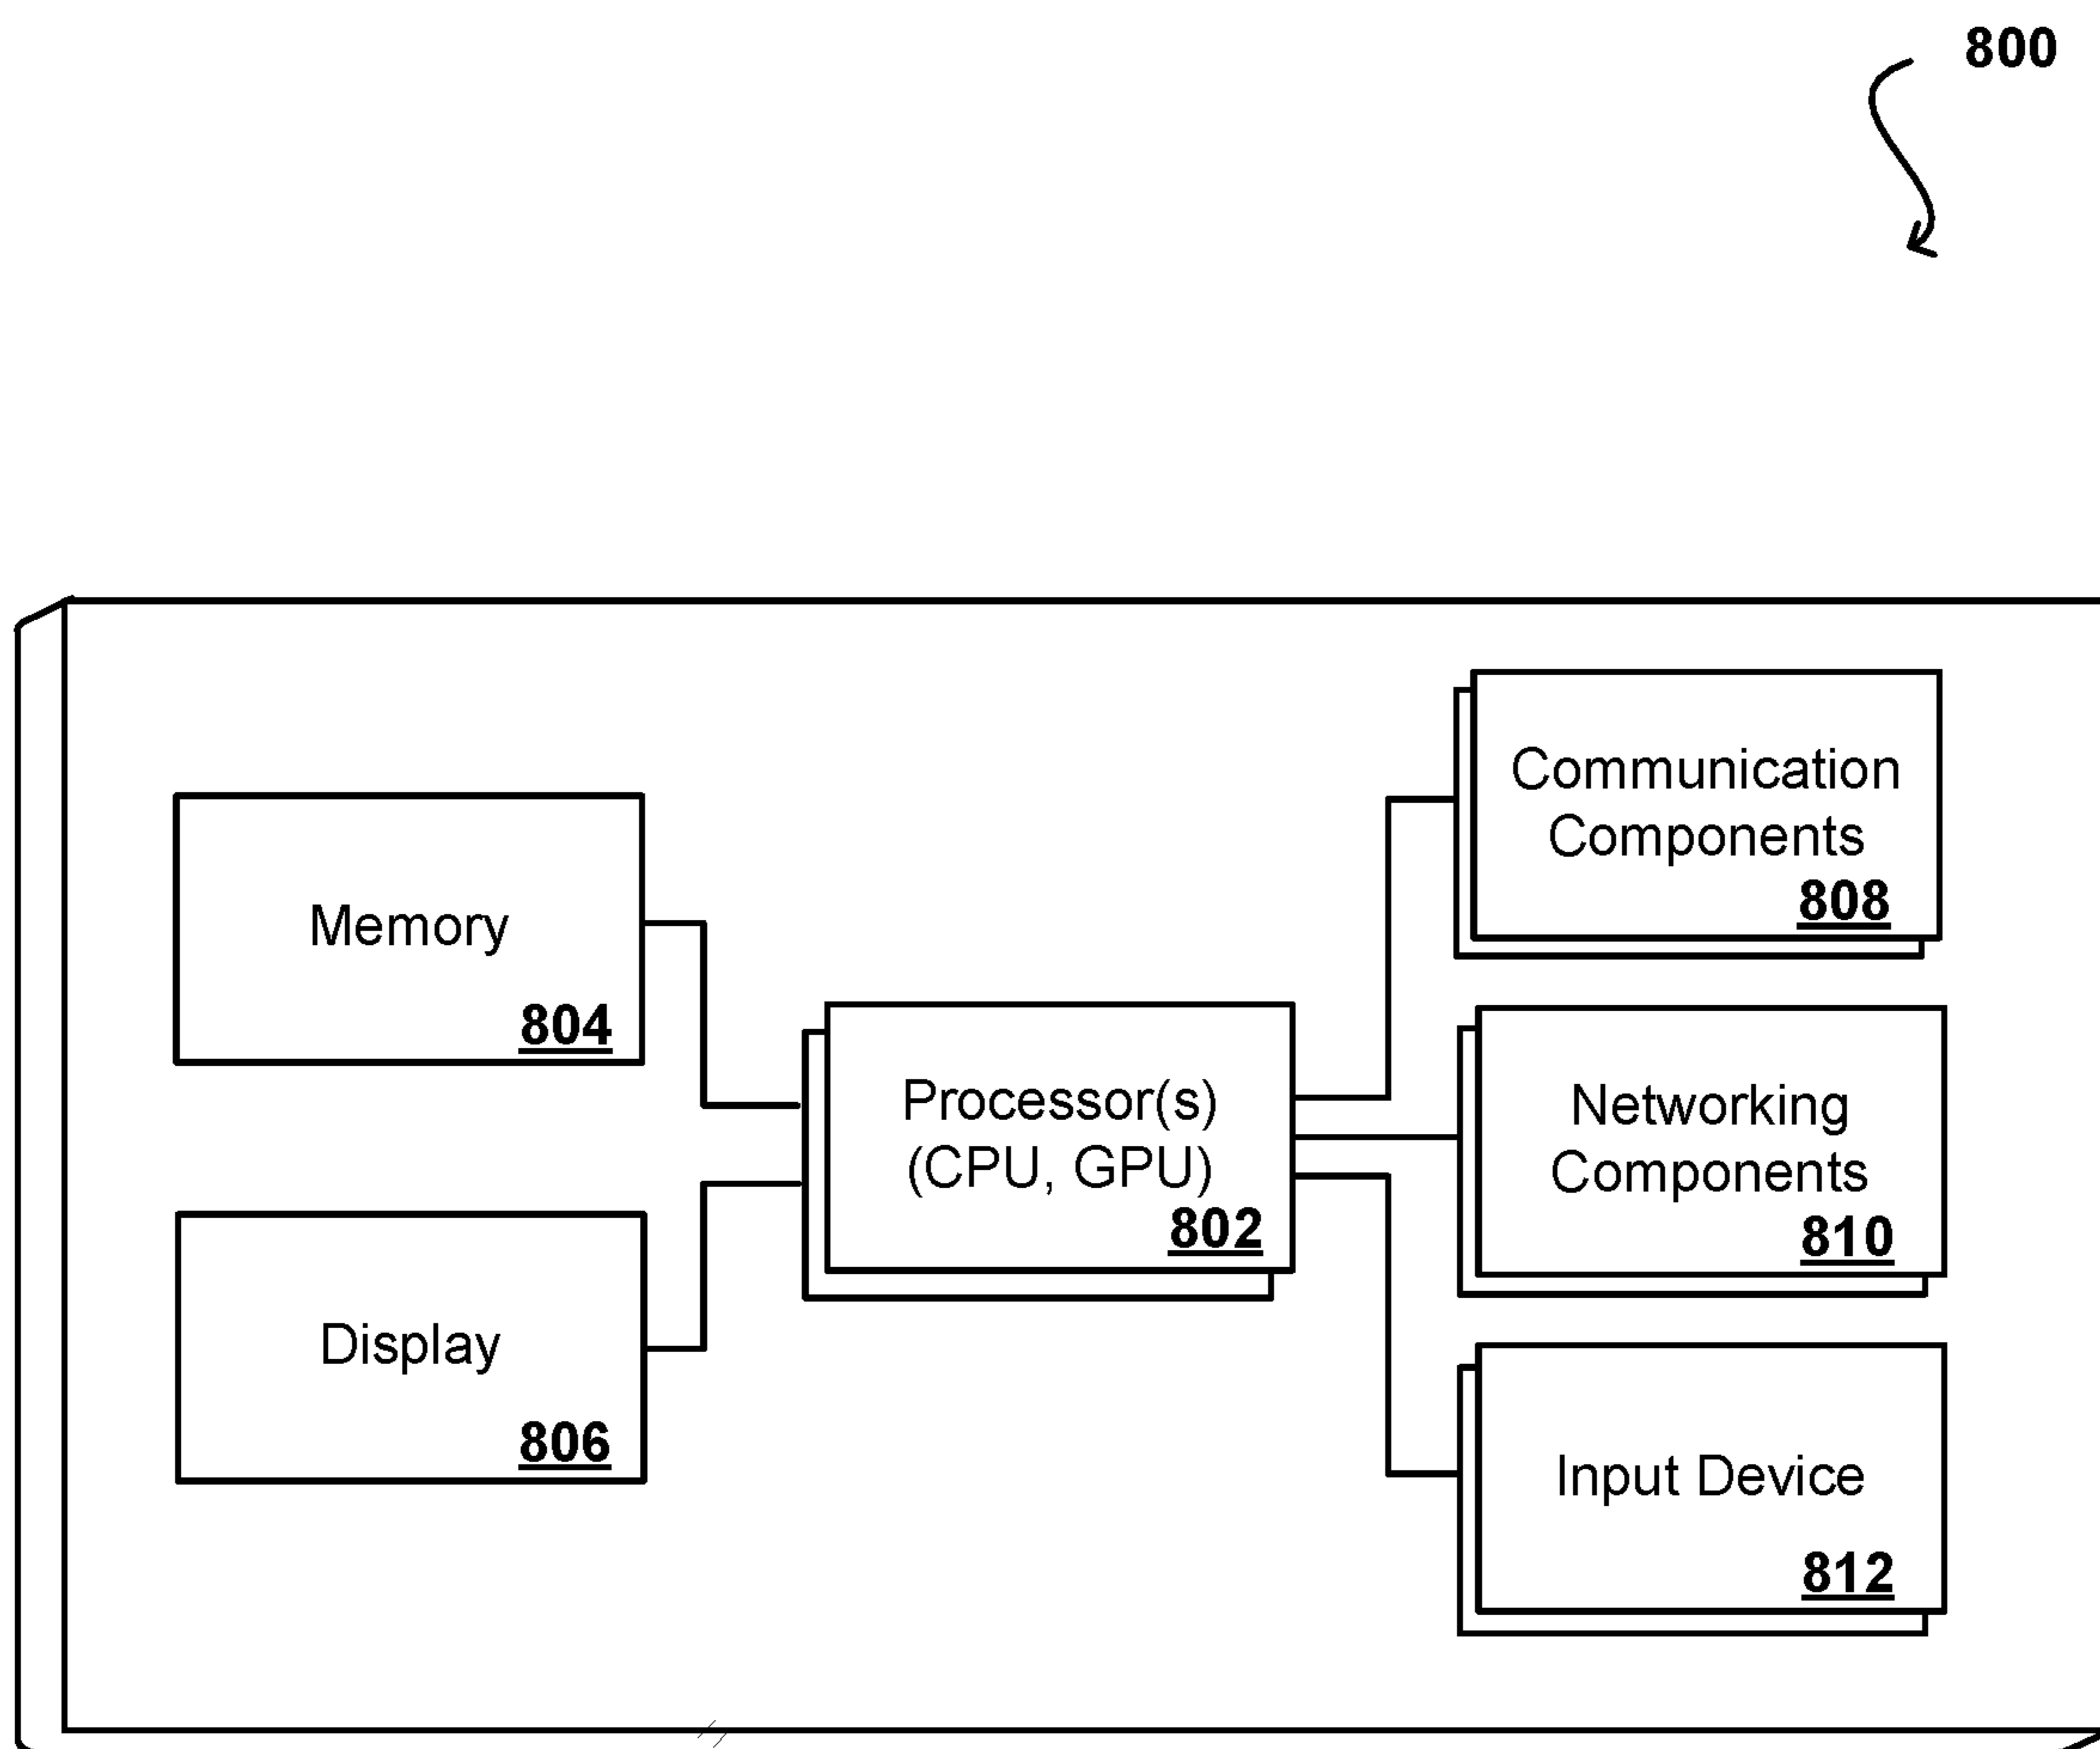 800
Memory
804
Display
806
Processor(s)
(CPU, GPU)
802
Communication
Components
808
Networking
Components
810
Input Device
812